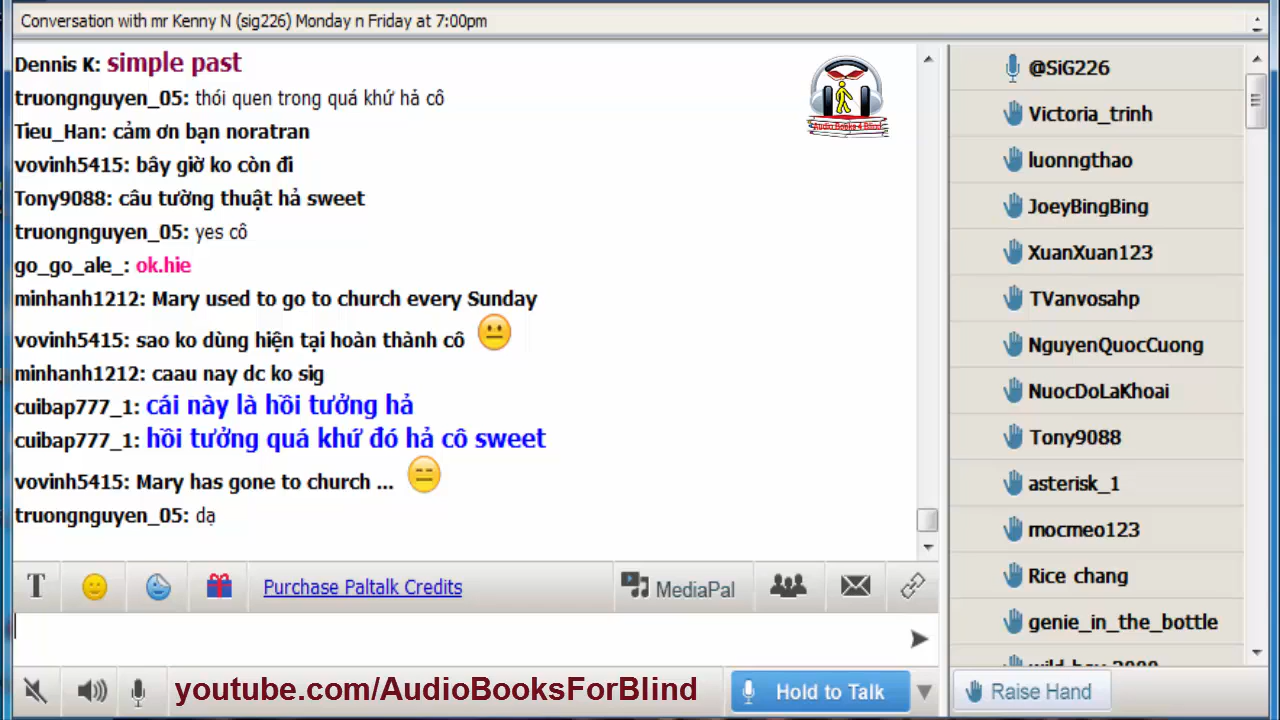 Conversation with mr Kenny N (sig226) Monday n Friday at 7:00pm
Dennis K: simple past
truongnguyen_05: thói quen trong quá khứ hả cô
Tieu_Han: cảm ơn bạn noratran
vovinh5415: bây giờ ko còn đi
Tony9088: câu tường thuật hả sweet
truongnguyen_05: yes cô
go_go_ale_: ok.hie
minhanh1212: Mary used to go to church every Sunday
vovinh5415: sao ko dùng hiện tại hoàn thành cô
minhanh1212: caau nay dc ko sig
cuibap777_1: cái này là hồi tưởng hả
cuibap777_1: hồi tưởng quá khứ đó hả cô sweet
vovinh5415: Mary has gone to church ...
truongnguyen_05: dạ
Audio Books 4 Blind
@SiG226
Victoria_trinh
luonngthao
JoeyBingBing
XuanXuan123
TVanvosahp
NguyenQuocCuong
NuocDoLaKhoai
Tony9088
asterisk_1
mocmeo123
Rice chang
genie_in_the_bottle
T
Purchase Paltalk Credits
MediaPal
youtube.com/AudioBooksForBlind
Hold to Talk
Raise Hand